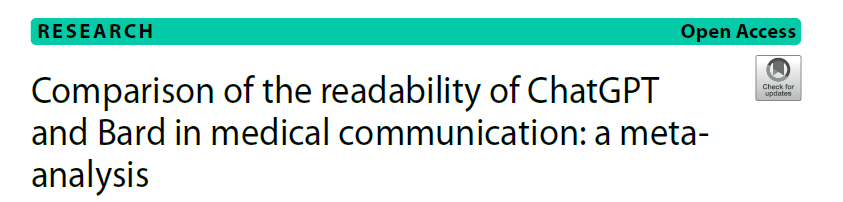 RESEARCH
Open Access
Comparison of the readability of ChatGPT
Check for
updates
and Bard in medical communication: a meta-
analysis